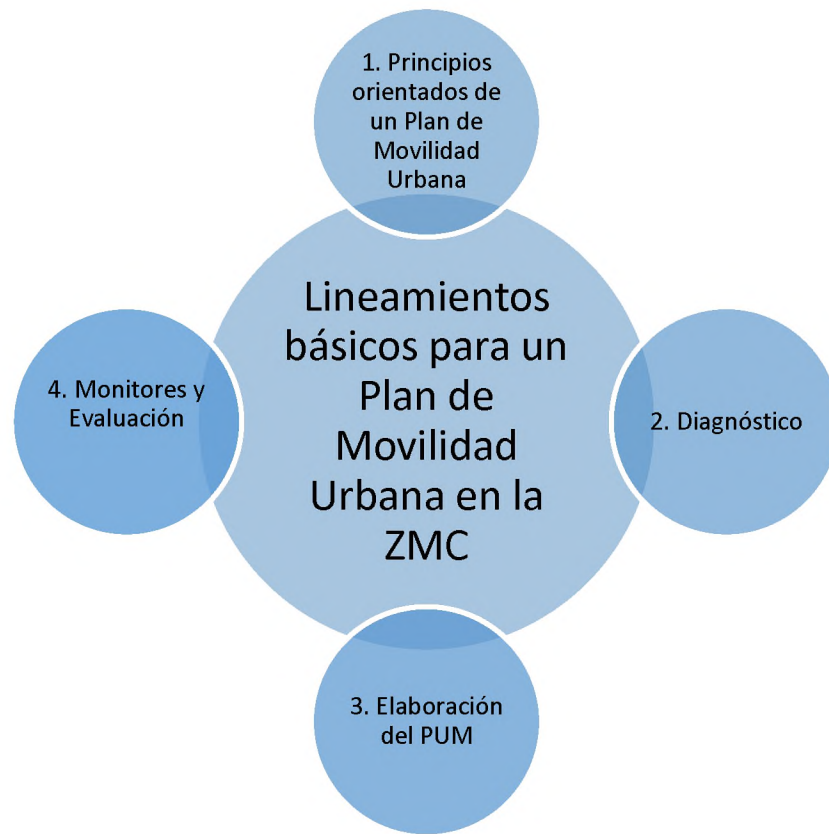 1. Principios
orientados de
un Plan de
Movilidad
Urbana
Lineamientos
básicos para un
Plan de
Movilidad
Urbana en la
ZMC
2. Diagnóstico
3. Elaboración
del PUM
4. Monitores y
Evaluación